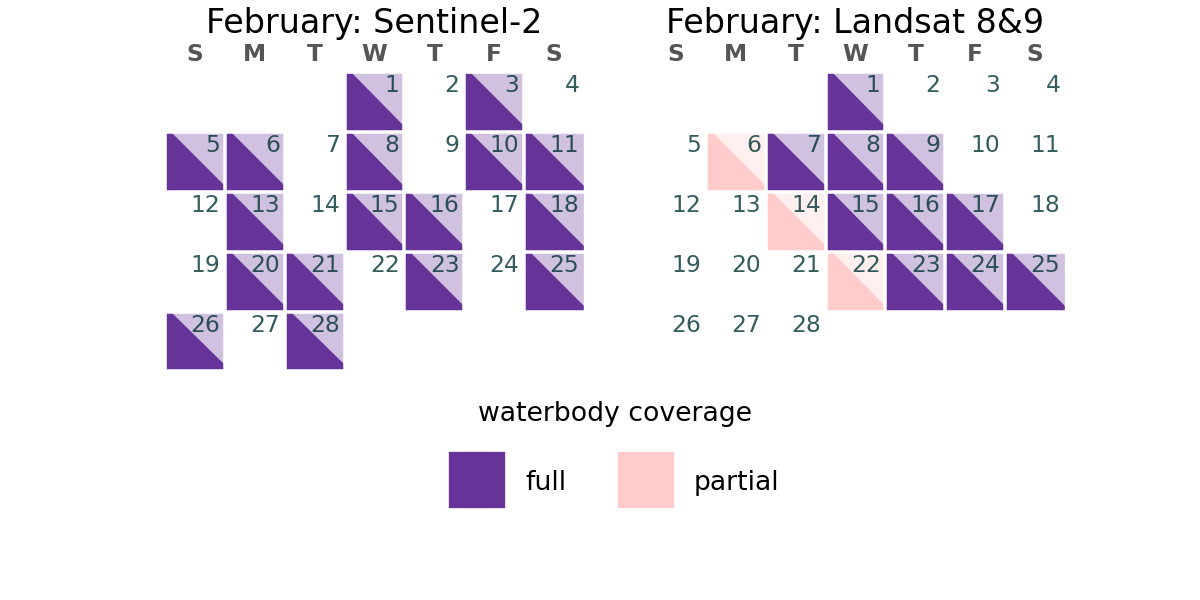 February: Sentinel-2
S M T W T F S
1 2 3 4
5 6 7 8 9 10 11
12 13 14 15 16 17 18
19 20 21 22 23 24 25
26 27 28
February: Landsat 8&9
S M T W T F S
1 2 3 4
5 6 7 8 9 10 11
12 13 14 15 16 17 18
19 20 21 22 23 24 25
26 27 28
waterbody coverage
full partial